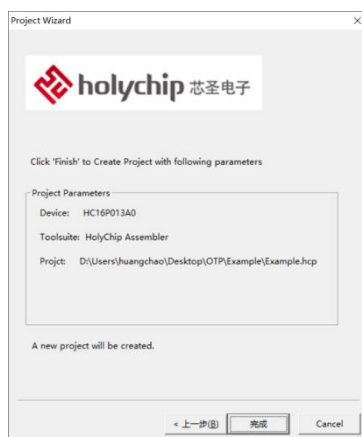 Project Wizard
holychip 芯圣电子
Click 'Finish' to Create Project with following parameters
Project Parameters
Device: HC16P013A0
Toolsuite: HolyChip Assembler
Projct: D:\Users\huangchao\Desktop\OTP\Example\Example.hcp
A new project will be created.
< 上一步(B) 完成 Cancel